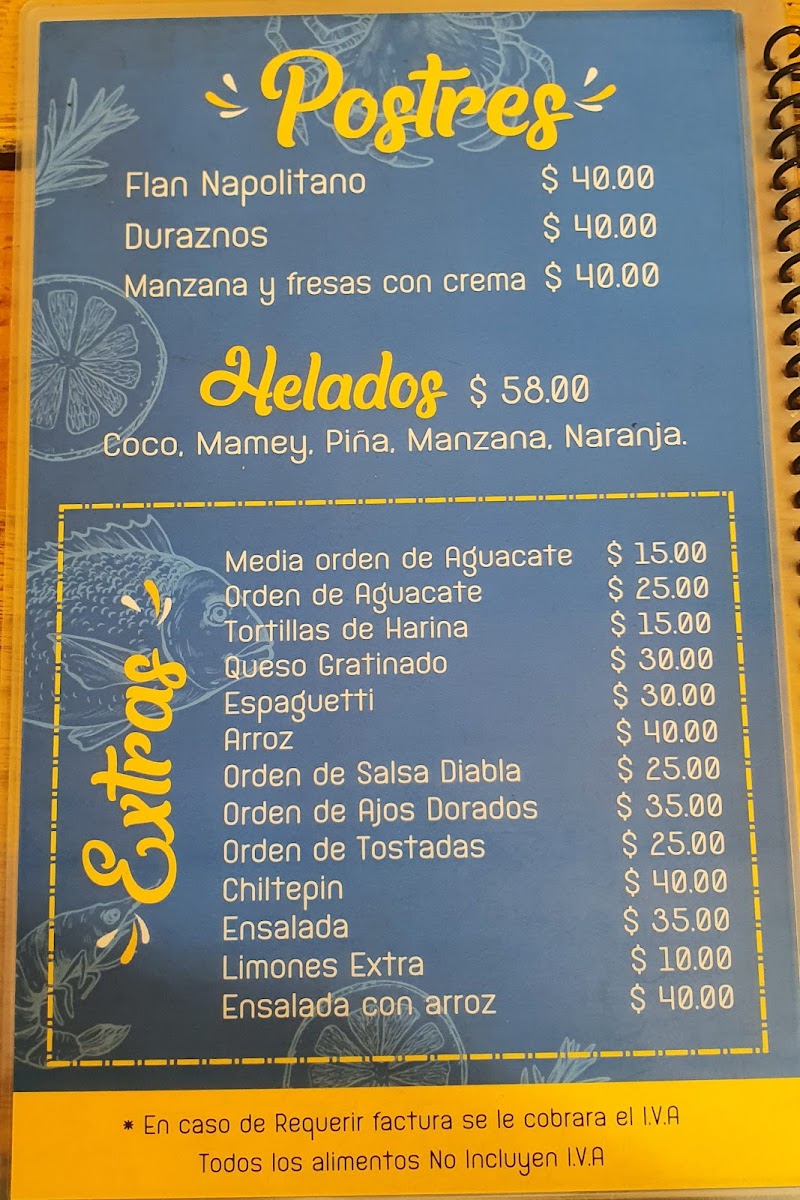 Postres
Flan Napolitano $ 40.00
Duraznos $ 40.00
Manzana y fresas con crema $ 40.00
Helados $ 58.00
Coco, Mamey, Piña, Manzana, Naranja.
Extras
Media orden de Aguacate $ 15.00
Orden de Aguacate $ 25.00
Tortillas de Harina $ 15.00
Queso Gratinado $ 30.00
Espaguetti $ 30.00
Arroz $ 40.00
Orden de Salsa Diabla $ 25.00
Orden de Ajos Dorados $ 35.00
Orden de Tostadas $ 25.00
Chiltepin $ 40.00
Ensalada $ 35.00
Limones Extra $ 10.00
Ensalada con arroz $ 40.00
* En caso de Requerir factura se le cobrara el I.V.A
Todos los alimentos No Incluyen I.V.A